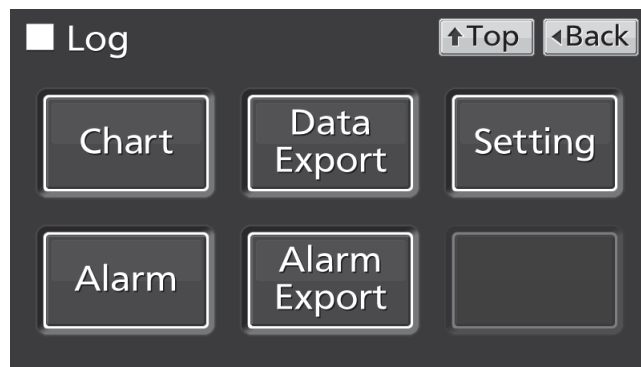 Log
Top
Back
Chart
Data
Export
Setting
Alarm
Alarm
Export